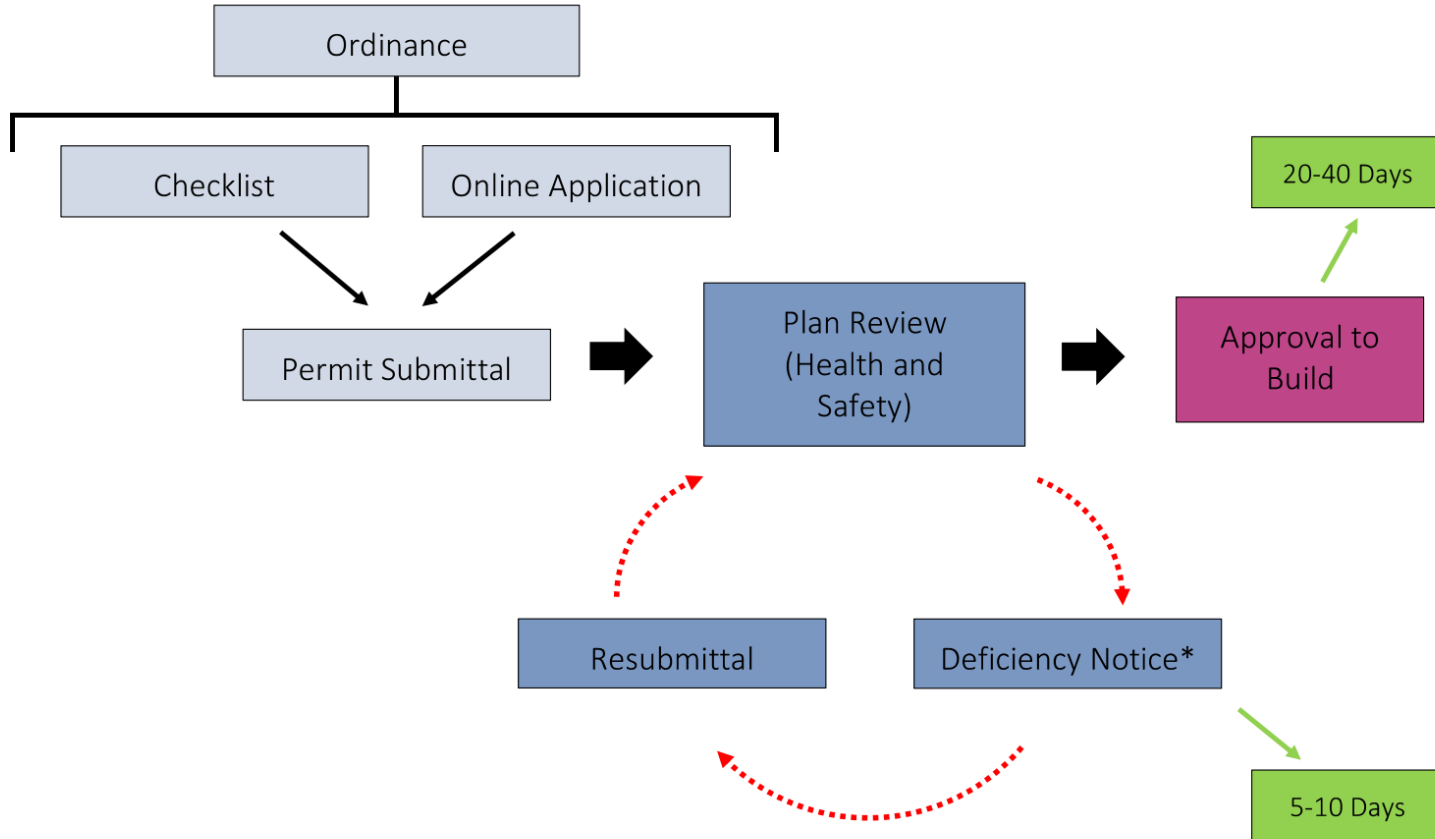 Ordinance
Checklist
Online Application
20-40 Days
Permit Submittal
Plan Review
(Health and
Safety)
Approval to
Build
Resubmittal
Deficiency Notice*
5-10 Days